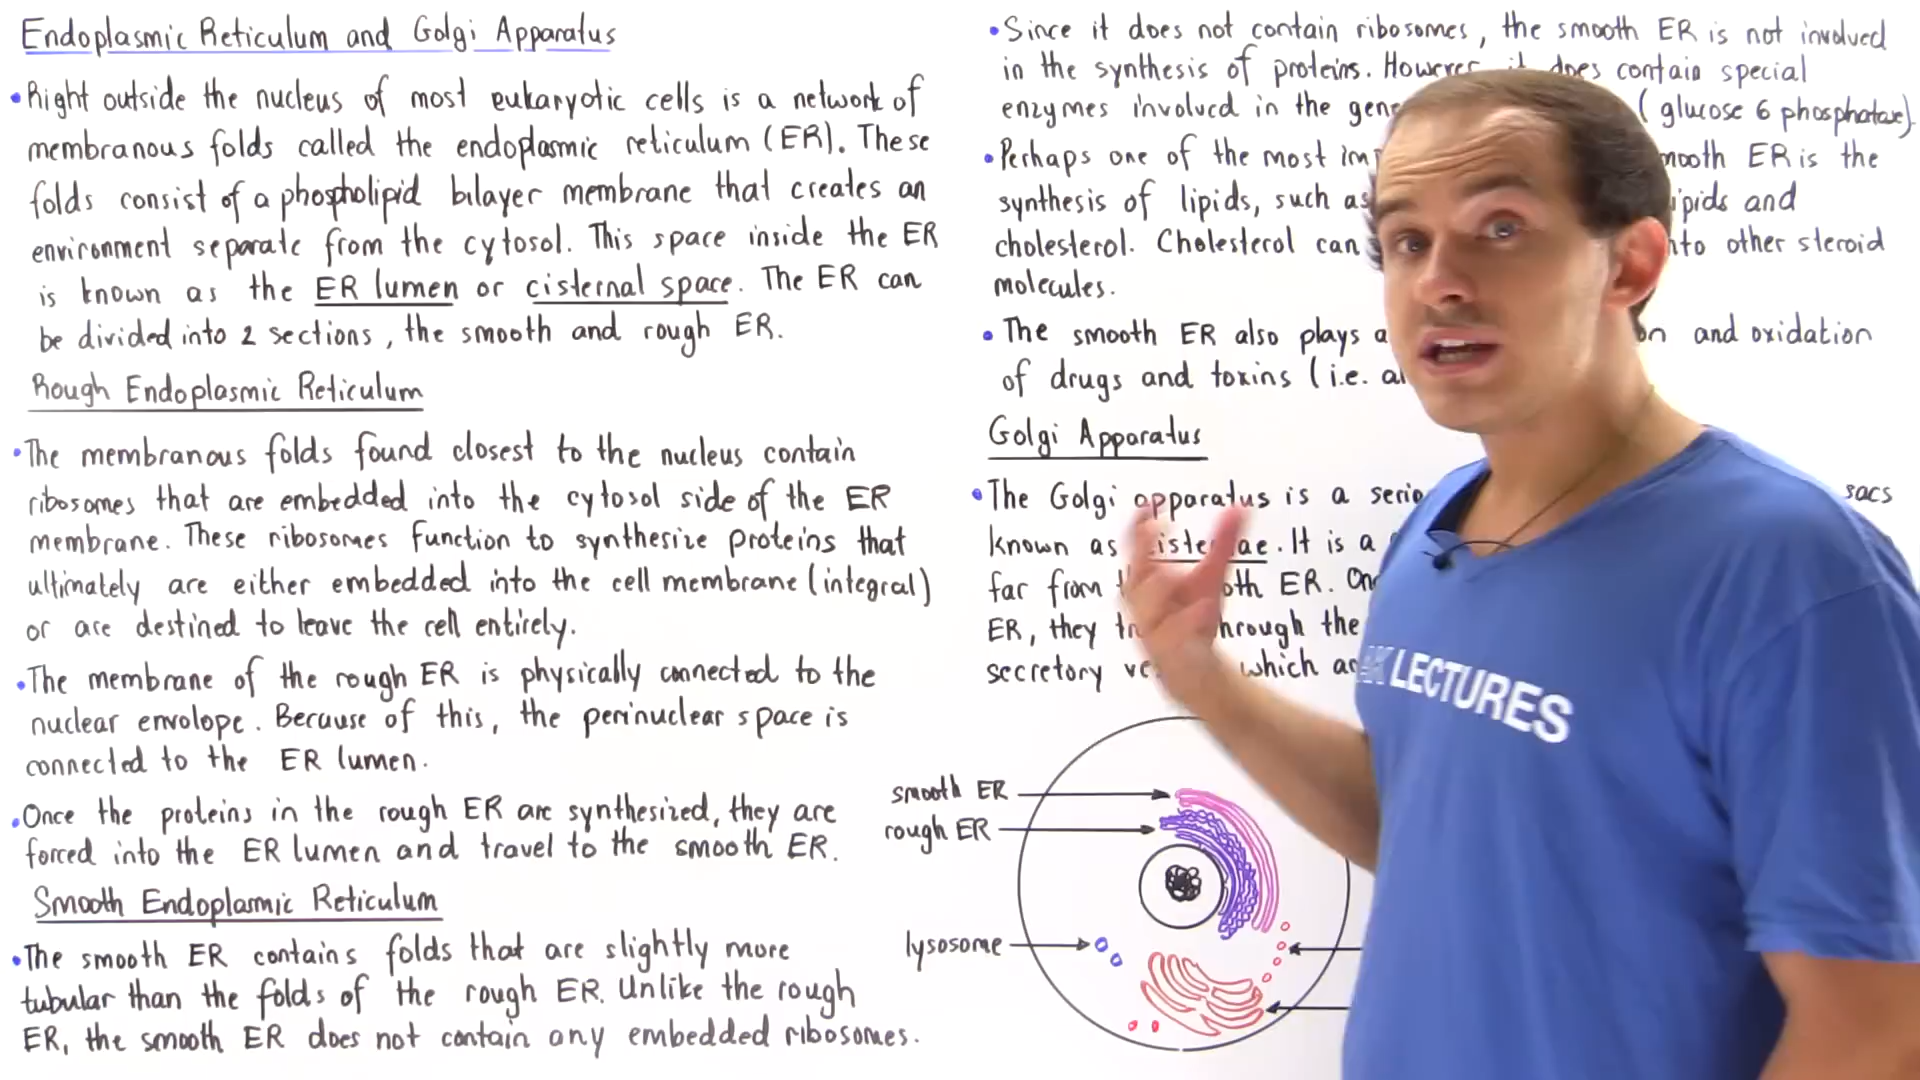 Endoplasmic Reticulum and Golgi Apparatus
•Right outside the nucleus of most eukaryotic cells is a network of
membranous folds called the endoplasmic reticulum (ER). These
folds consist of a phospholipid bilayer membrane that creates an
environment separate from the cytosol. This space inside the ER
is known as the ER lumen or cisternal space. The ER can
be divided into 2 sections, the smooth and rough ER.
Rough Endoplasmic Reticulum
•The membranous folds found closest to the nucleus contain
ribosomes that are embedded into the cytosol side of the ER
membrane. These ribosomes function to synthesize proteins that
ultimately are either embedded into the cell membrane (integral)
or are destined to leave the cell entirely.
•The membrane of the rough ER is physically connected to the
nuclear envolope. Because of this, the perinuclear space is
connected to the ER lumen.
•Once the proteins in the rough ER are synthesized, they are
forced into the ER lumen and travel to the smooth ER.
Smooth Endoplasmic Reticulum
•The smooth ER contains folds that are slightly more
tubular than the folds of the rough ER. Unlike the rough
ER, the smooth ER does not contain any embedded ribosomes.
•Since it does not contain ribosomes, the smooth ER is not involved
in the synthesis of proteins. However, it does contain special
enzymes involved in the (glucose 6 phosphatase).
•Perhaps one of the most ER is the
synthesis of lipids, such and
cholesterol. Cholesterol can other steroid
molecules.
•The smooth ER also plays and oxidation
of drugs and toxins (i.e.
Golgi Apparatus
•The Golgi apparatus is a sacs
known as . It is a
far from ER. 
ER, they the
secretory which
smooth ER
rough ER
lysosome
LECTURES